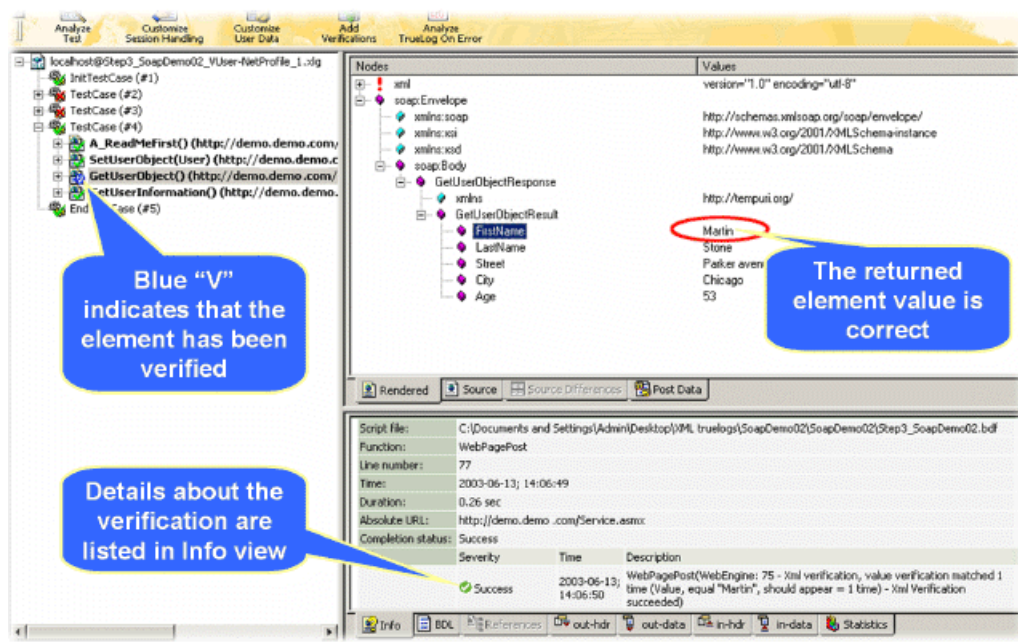 Analyze Test
Customize Session Handling
Customize User Data
Add Verifications
Analyze TrueLog On Error
localhost@Step3_SoapDemo02_VUser-NetProfile_1.xlg
InitTestCase (#1)
TestCase (#2)
TestCase (#3)
TestCase (#4)
A_ReadMeFirst() (http://demo.demo.com/
SetUserObject(User) (http://demo.demo.c
GetUserObject() (http://demo.demo.com/
GetUserInformation() (http://demo.demo.
Blue “V”
indicates that the
element has been
verified
Nodes Values
xml version="1.0" encoding="utf-8"
soap:Envelope
xmlns:soap http://schemas.xmlsoap.org/soap/envelope/
xmlns:xsi http://www.w3.org/2001/XMLSchema-instance
xmlns:xsd http://www.w3.org/2001/XMLSchema
soap:Body
GetUserObjectResponse
xmlns http://tempuri.org/
GetUserObjectResult
FirstName Martin
LastName Stone
Street Parker aven
City Chicago
Age 53
The returned
element value is
correct
Rendered Source Source Differences Post Data
Details about the
verification are
listed in Info view
Script file: C:\Documents and Settings\Admin\Desktop\XML truelogs\SoapDemo02\SoapDemo02\Step3_SoapDemo02.bdf
Function: WebPagePost
Line number: 77
Time: 2003-06-13; 14:06:49
Duration: 0.26 sec
Absolute URL: http://demo.demo .com/Service.asmx
Completion status: Success
Severity Time Description
Success 2003-06-13; 14:06:50 WebPagePost(WebEngine: 75 - Xml verification, value verification matched 1
time (Value, equal "Martin", should appear = 1 time) - Xml Verification
succeeded)
Info BDL References out-hdr out-data in-hdr in-data Statistics